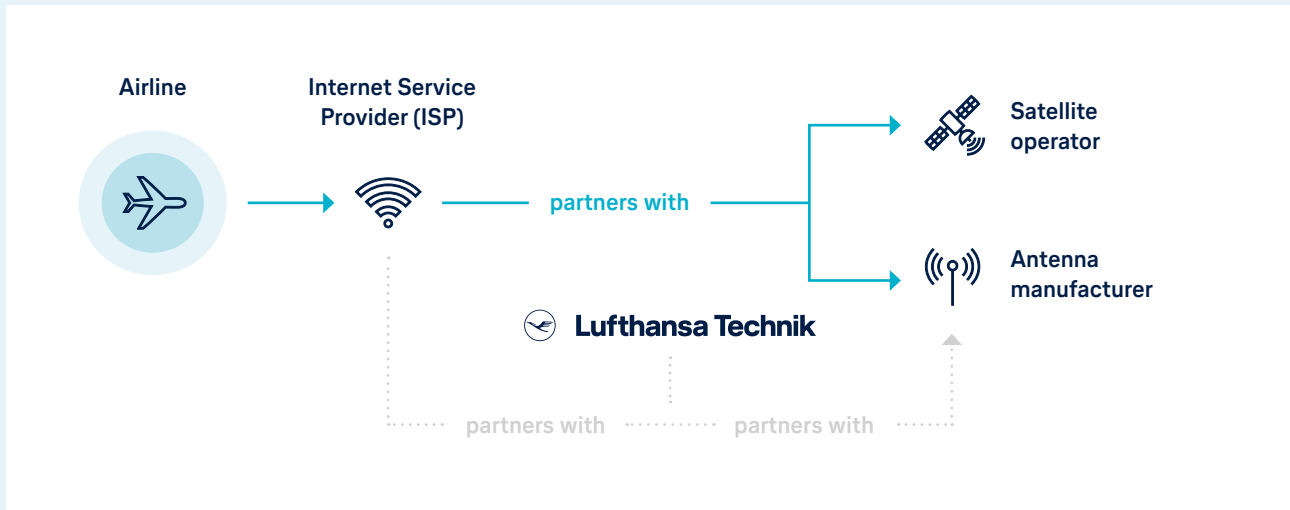 Airline
Internet Service
Provider (ISP)
partners with
Satellite
operator
Antenna
manufacturer
Lufthansa Technik
partners with
partners with